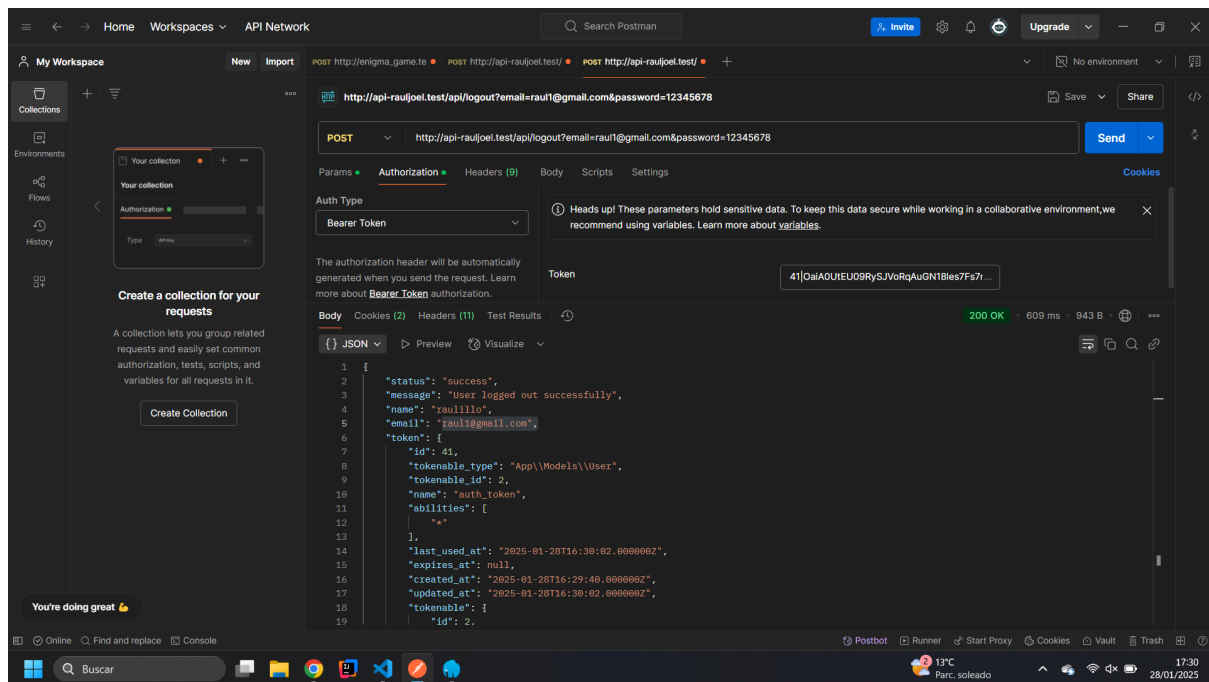 Home Workspaces API Network Search Postman Invite Upgrade
My Workspace New Import POST http://enigma_game.te POST http://api-rauljoel.test/ POST http://api-rauljoel.test/ No environment
Collections
Environments
Flows
History
Your collecton
Your collection
Authorization
Type API Key
Create a collection for your
requests
A collection lets you group related
requests and easily set common
authorization, tests, scripts, and
variables for all requests in it.
Create Collection
You're doing great 💪
HTTP http://api-rauljoel.test/api/logout?email=raul1@gmail.com&password=12345678 Save Share
POST http://api-rauljoel.test/api/logout?email=raul1@gmail.com&password=12345678 Send
Params Authorization Headers (9) Body Scripts Settings Cookies
Auth Type
Bearer Token
The authorization header will be automatically
generated when you send the request. Learn
more about Bearer Token authorization.
Heads up! These parameters hold sensitive data. To keep this data secure while working in a collaborative environment,we
recommend using variables. Learn more about variables.
Token 41|OaiA0UtEU09RySJVoRqAuGN18les7Fs7r...
Body Cookies (2) Headers (11) Test Results 200 OK 609 ms 943 B
{} JSON Preview Visualize
1 {
2 "status": "success",
3 "message": "User logged out successfully",
4 "name": "raulillo",
5 "email": "raul1@gmail.com",
6 "token": {
7 "id": 41,
8 "tokenable_type": "App\\Models\\User",
9 "tokenable_id": 2,
10 "name": "auth_token",
11 "abilities": [
12 "*"
13 ],
14 "last_used_at": "2025-01-28T16:30:02.000000Z",
15 "expires_at": null,
16 "created_at": "2025-01-28T16:29:40.000000Z",
17 "updated_at": "2025-01-28T16:30:02.000000Z",
18 "tokenable": {
19 "id": 2,
Online Find and replace Console Postbot Runner Start Proxy Cookies Vault Trash
Buscar 2 13°C 17:30
Parc. soleado 28/01/2025